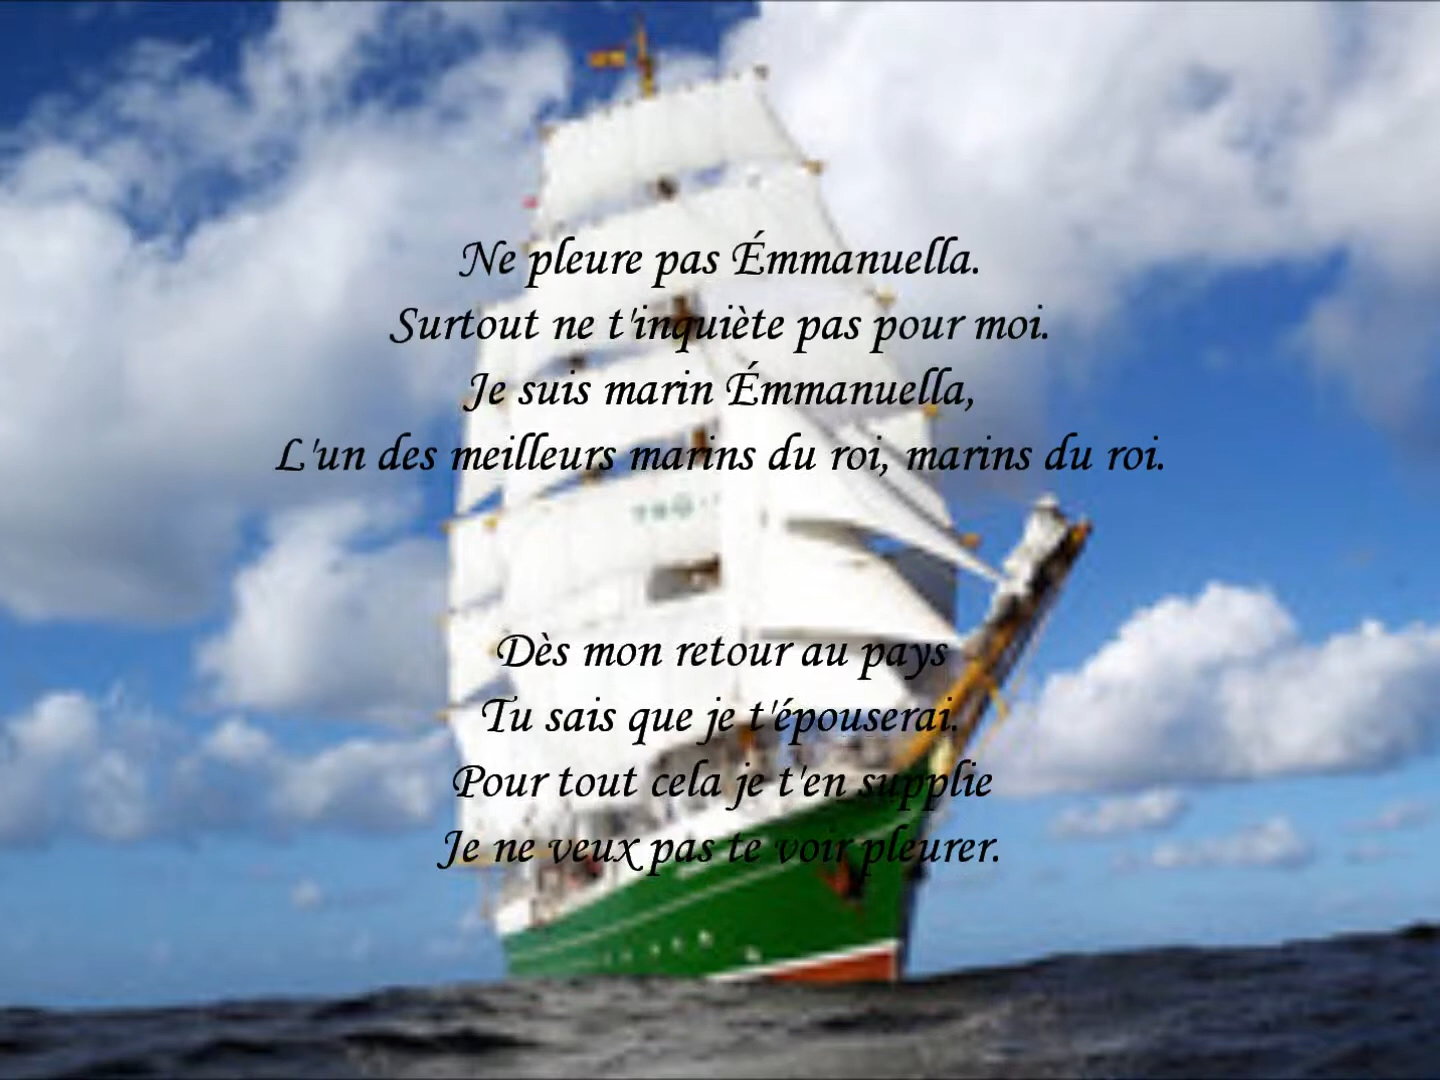 Ne pleure pas Émmanuella.
Surtout ne t'inquiète pas pour moi.
Je suis marin Émmanuella,
L'un des meilleurs marins du roi, marins du roi.
Dès mon retour au pays
Tu sais que je t'épouserai.
Pour tout cela je t'en supplie
Je ne veux pas te voir pleurer.